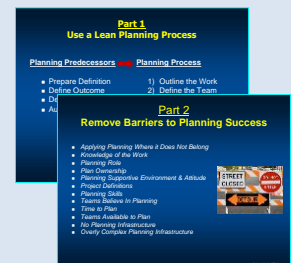 Part 1
Use a Lean Planning Process
Planning Predecessors Planning Process
Prepare Definition 1) Outline the Work
Define Outcome 2) Define the Team
De
Au
Part 2
Remove Barriers to Planning Success
Applying Planning Where it Does Not Belong
Knowledge of the Work
Planning Role
Plan Ownership
Planning Supportive Environment & Attitude
Project Definitions
Planning Skills
Teams Believe In Planning
Time to Plan
Teams Available to Plan
No Planning Infrastructure
Overly Complex Planning Infrastructure
STREET
CLOSED
DETOUR